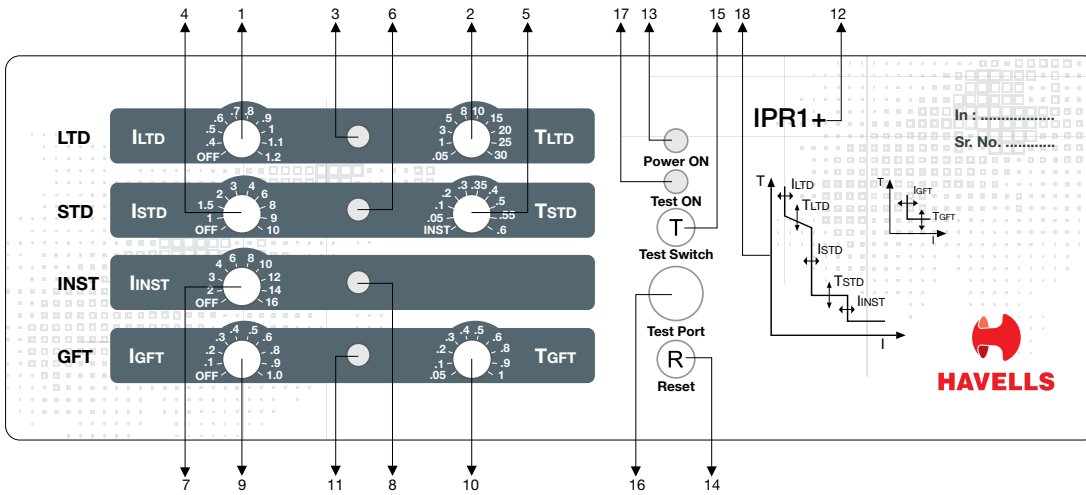 4 1 3 6 2 5 17 13 15 18 12
LTD
ILTD
OFF .4 .5 .6 .7 .8 .9 1 1.1 1.2
.05 1 3 5 8 10 15 20 25 30
TLTD
STD
ISTD
OFF 1 1.5 2 3 4 6 8 9 10
INST .05 .1 .2 .3 .35 .4 .5 .55 .6
TSTD
INST
IINST
OFF 2 3 4 6 8 10 12 14 16
GFT
IGFT
OFF .1 .2 .3 .4 .5 .6 .8 .9 1.0
.05 .1 .2 .3 .4 .5 .6 .8 .9 1
TGFT
Power ON
Test ON
T
Test Switch
Test Port
R
Reset
IPR1+
In : ..................
Sr. No. ............
T
ILTD
TLTD
ISTD
TSTD
IINST
I
T
IGFT
TGFT
I
HAVELLS
7 9 11 8 10 16 14